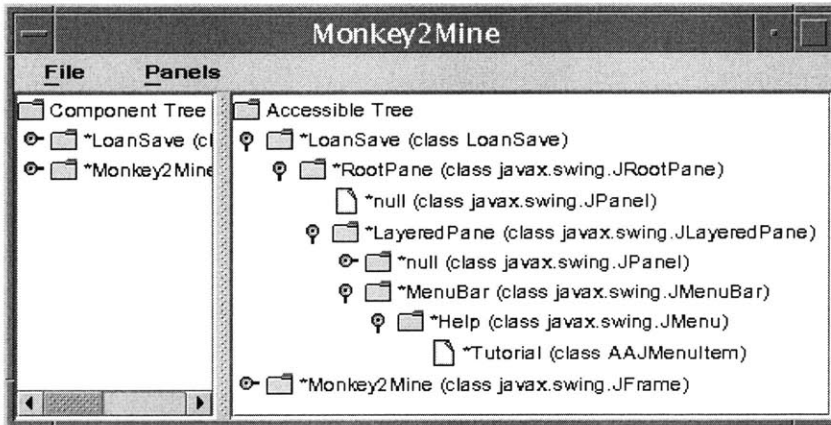 Monkey2Mine
File Panels
Component Tree
*LoanSave (cl
*Monkey2Mine
Accessible Tree
*LoanSave (class LoanSave)
*RootPane (class javax.swing.JRootPane)
*null (class javax.swing.JPanel)
*LayeredPane (class javax.swing.JLayeredPane)
*null (class javax.swing.JPanel)
*MenuBar (class javax.swing.JMenuBar)
*Help (class javax.swing.JMenu)
*Tutorial (class AAJMenuItem)
*Monkey2Mine (class javax.swing.JFrame)